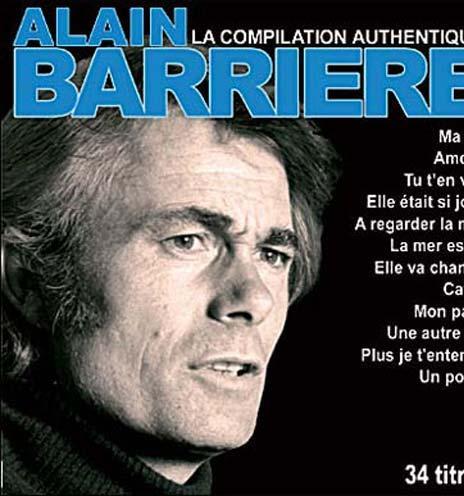 ALAIN
LA COMPILATION AUTHENTIQU
BARRIERE
Ma
Amo
Tu t'en v
Elle était si jo
A regarder la m
La mer es
Elle va chan
Ca
Mon pa
Une autre
Plus je t'enten
Un po
34 titr